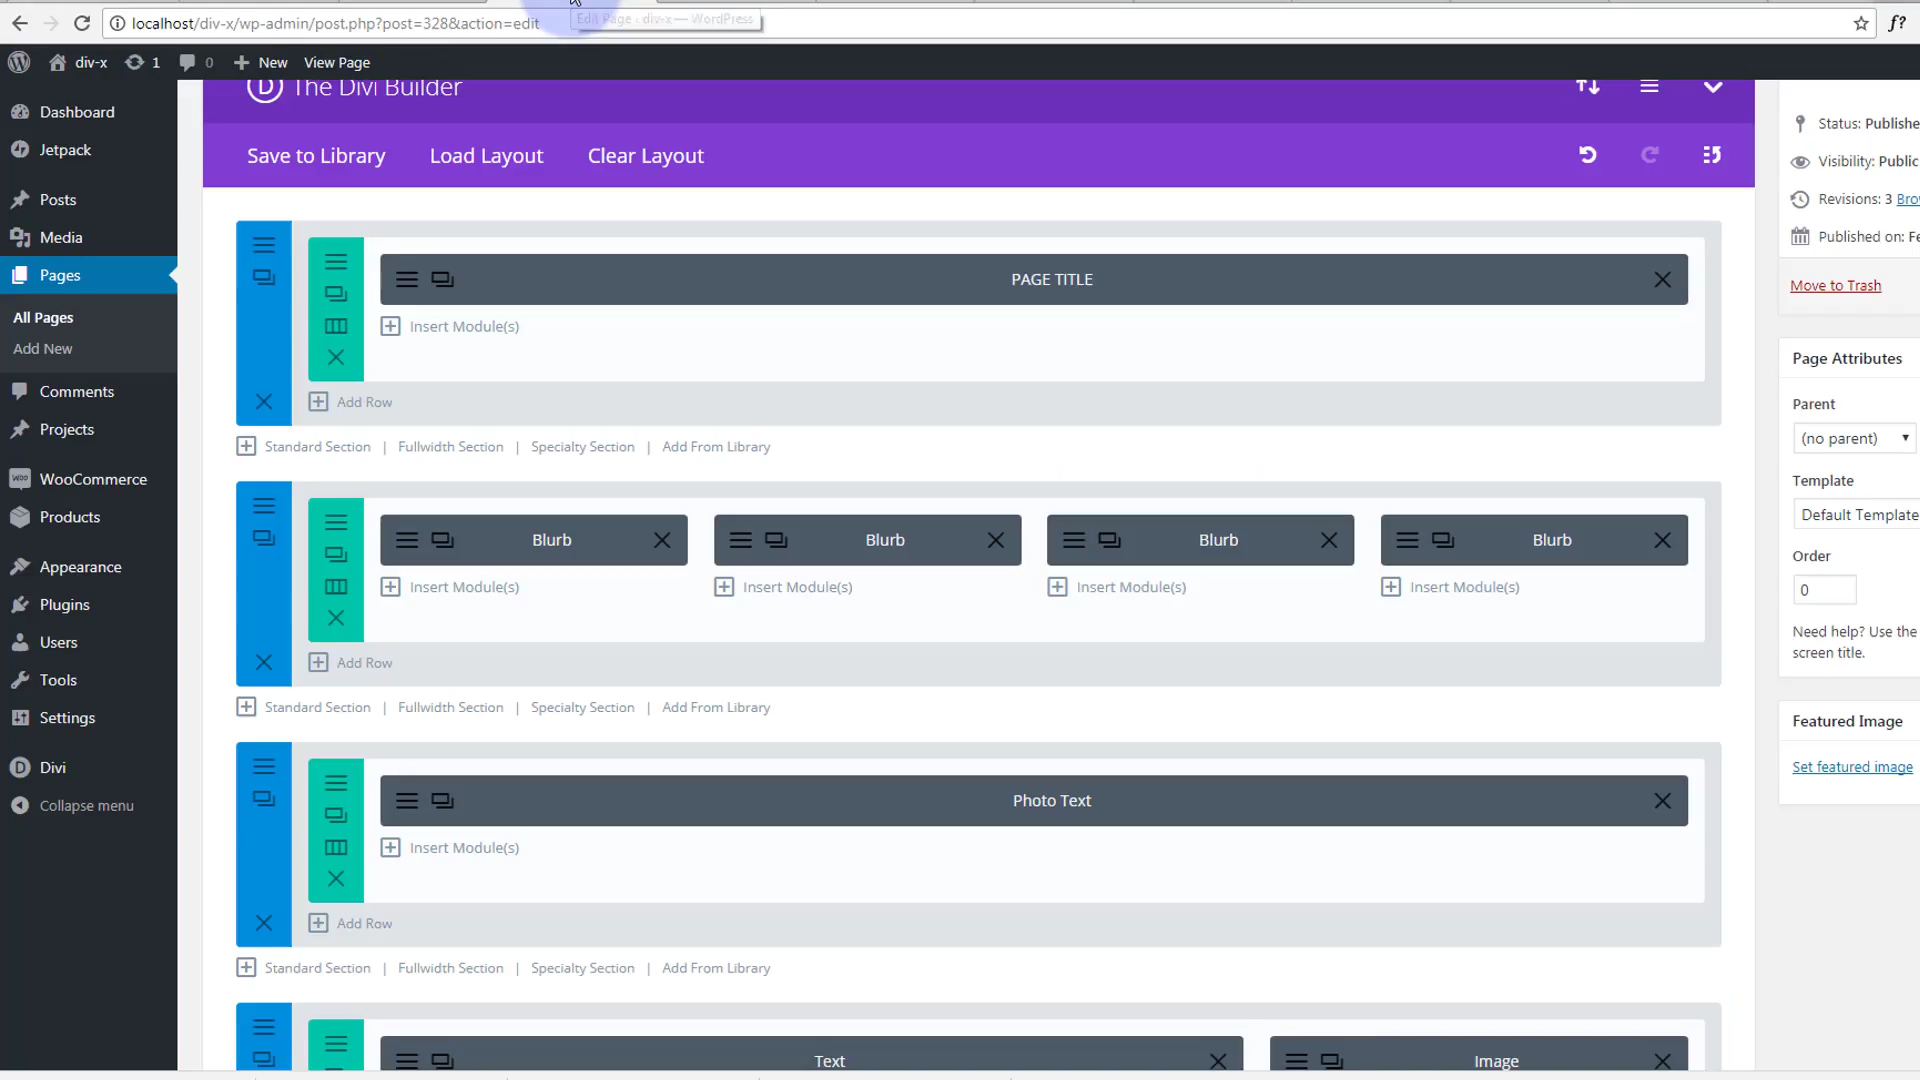 localhost/div-x/wp-admin/post.php?post=328&action=edit
Edit Page ‹ div-x — WordPress
f?
div-x
1
0
New
View Page
Dashboard
Jetpack
Posts
Media
Pages
All Pages
Add New
Comments
Projects
WooCommerce
Products
Appearance
Plugins
Users
Tools
Settings
Divi
Collapse menu
The Divi Builder
Save to Library
Load Layout
Clear Layout
PAGE TITLE
Insert Module(s)
Add Row
Standard Section | Fullwidth Section | Specialty Section | Add From Library
Blurb
Blurb
Blurb
Blurb
Insert Module(s)
Insert Module(s)
Insert Module(s)
Insert Module(s)
Add Row
Standard Section | Fullwidth Section | Specialty Section | Add From Library
Photo Text
Insert Module(s)
Add Row
Standard Section | Fullwidth Section | Specialty Section | Add From Library
Text
Image
Status: Publishe
Visibility: Public
Revisions: 3 Bro
Published on: Fe
Move to Trash
Page Attributes
Parent
(no parent)
Template
Default Template
Order
0
Need help? Use the
screen title.
Featured Image
Set featured image